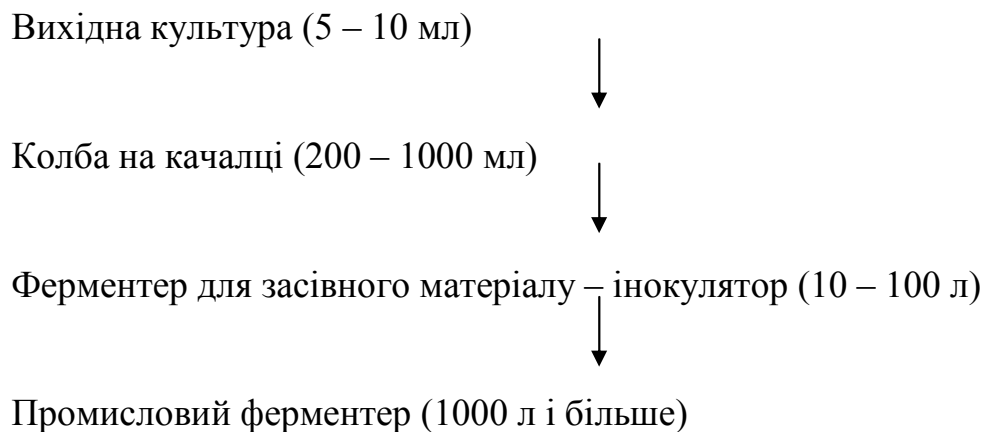 Вихідна культура (5 – 10 мл)
Колба на качалці (200 – 1000 мл)
Ферментер для засівного матеріалу – інокулятор (10 – 100 л)
Промисловий ферментер (1000 л і більше)